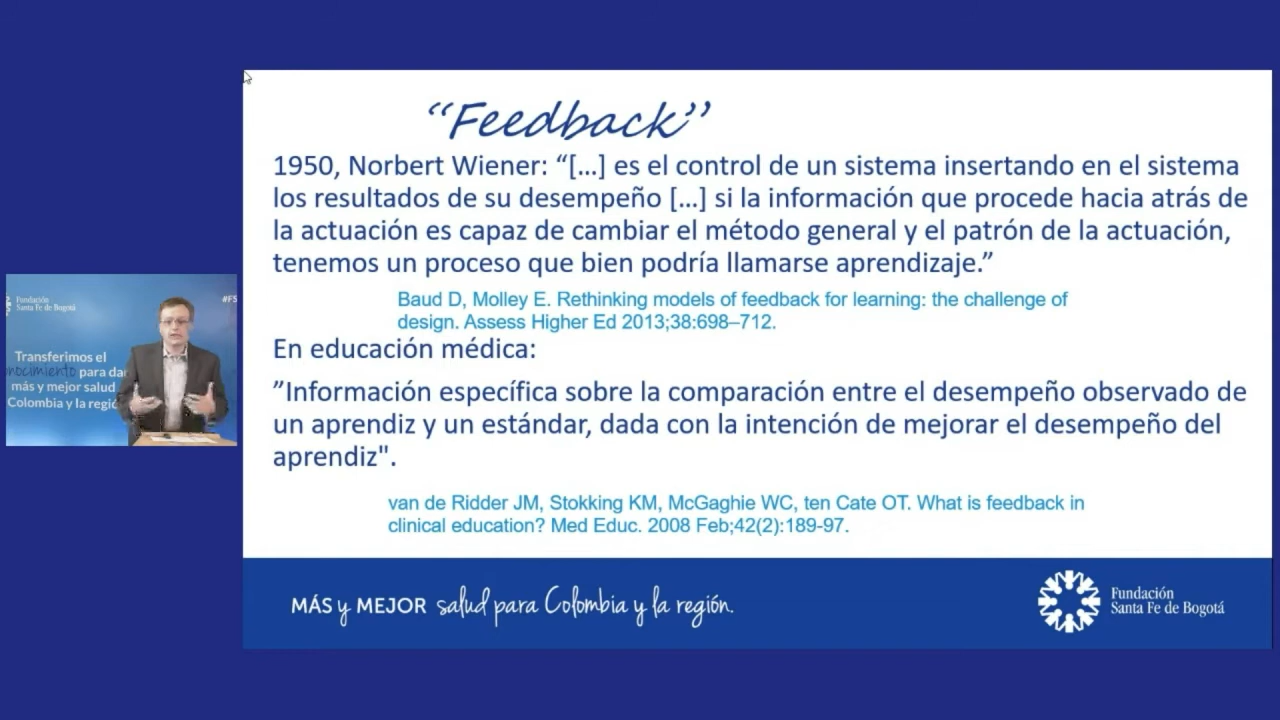 “Feedback”
1950, Norbert Wiener: “[…] es el control de un sistema insertando en el sistema
los resultados de su desempeño […] si la información que procede hacia atrás de
la actuación es capaz de cambiar el método general y el patrón de la actuación,
tenemos un proceso que bien podría llamarse aprendizaje.”
Baud D, Molley E. Rethinking models of feedback for learning: the challenge of
design. Assess Higher Ed 2013;38:698–712.
En educación médica:
”Información específica sobre la comparación entre el desempeño observado de
un aprendiz y un estándar, dada con la intención de mejorar el desempeño del
aprendiz".
van de Ridder JM, Stokking KM, McGaghie WC, ten Cate OT. What is feedback in
clinical education? Med Educ. 2008 Feb;42(2):189-97.
MÁS y MEJOR salud para Colombia y la región.
Fundación
Santa Fe de Bogotá
Fundación
Santa Fe de Bogotá
#FS
Transferimos el
nocimiento para da
más y mejor salud
Colombia y la regió